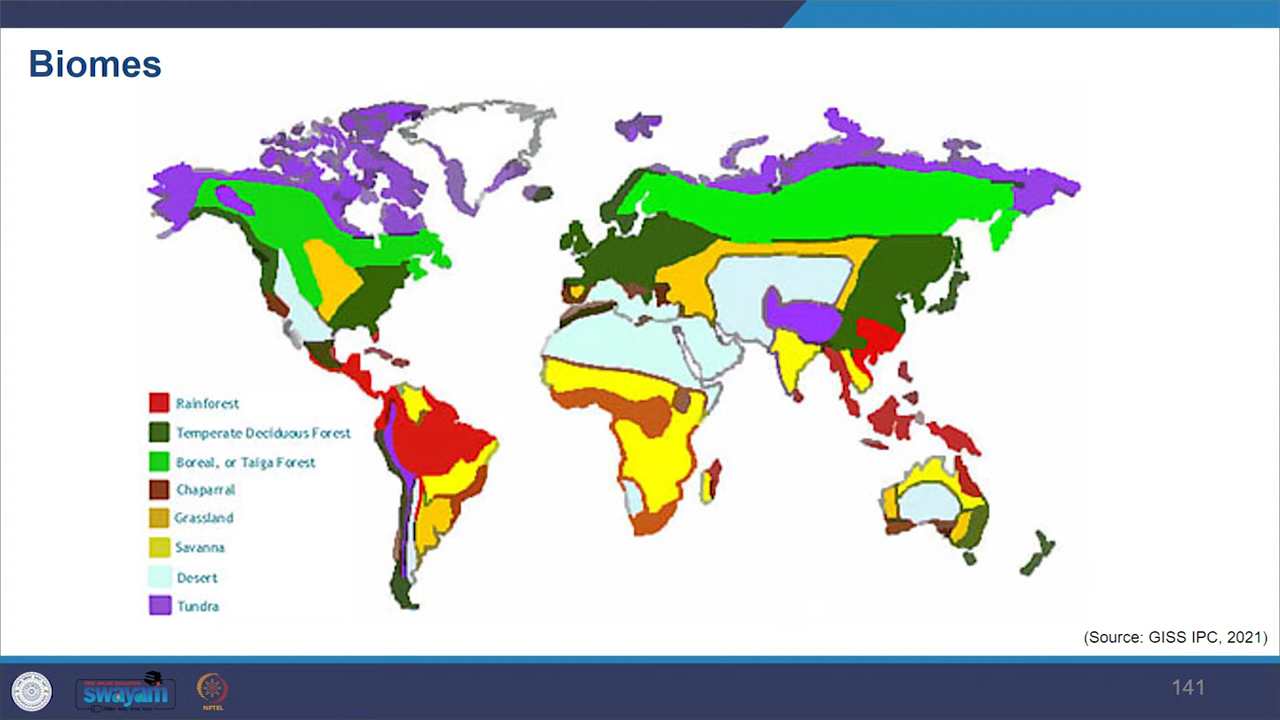 Biomes
Rainforest
Temperate Deciduous Forest
Boreal, or Taiga Forest
Chaparral
Grassland
Savanna
Desert
Tundra
(Source: GISS IPC, 2021)
swayam
NPTEL
141